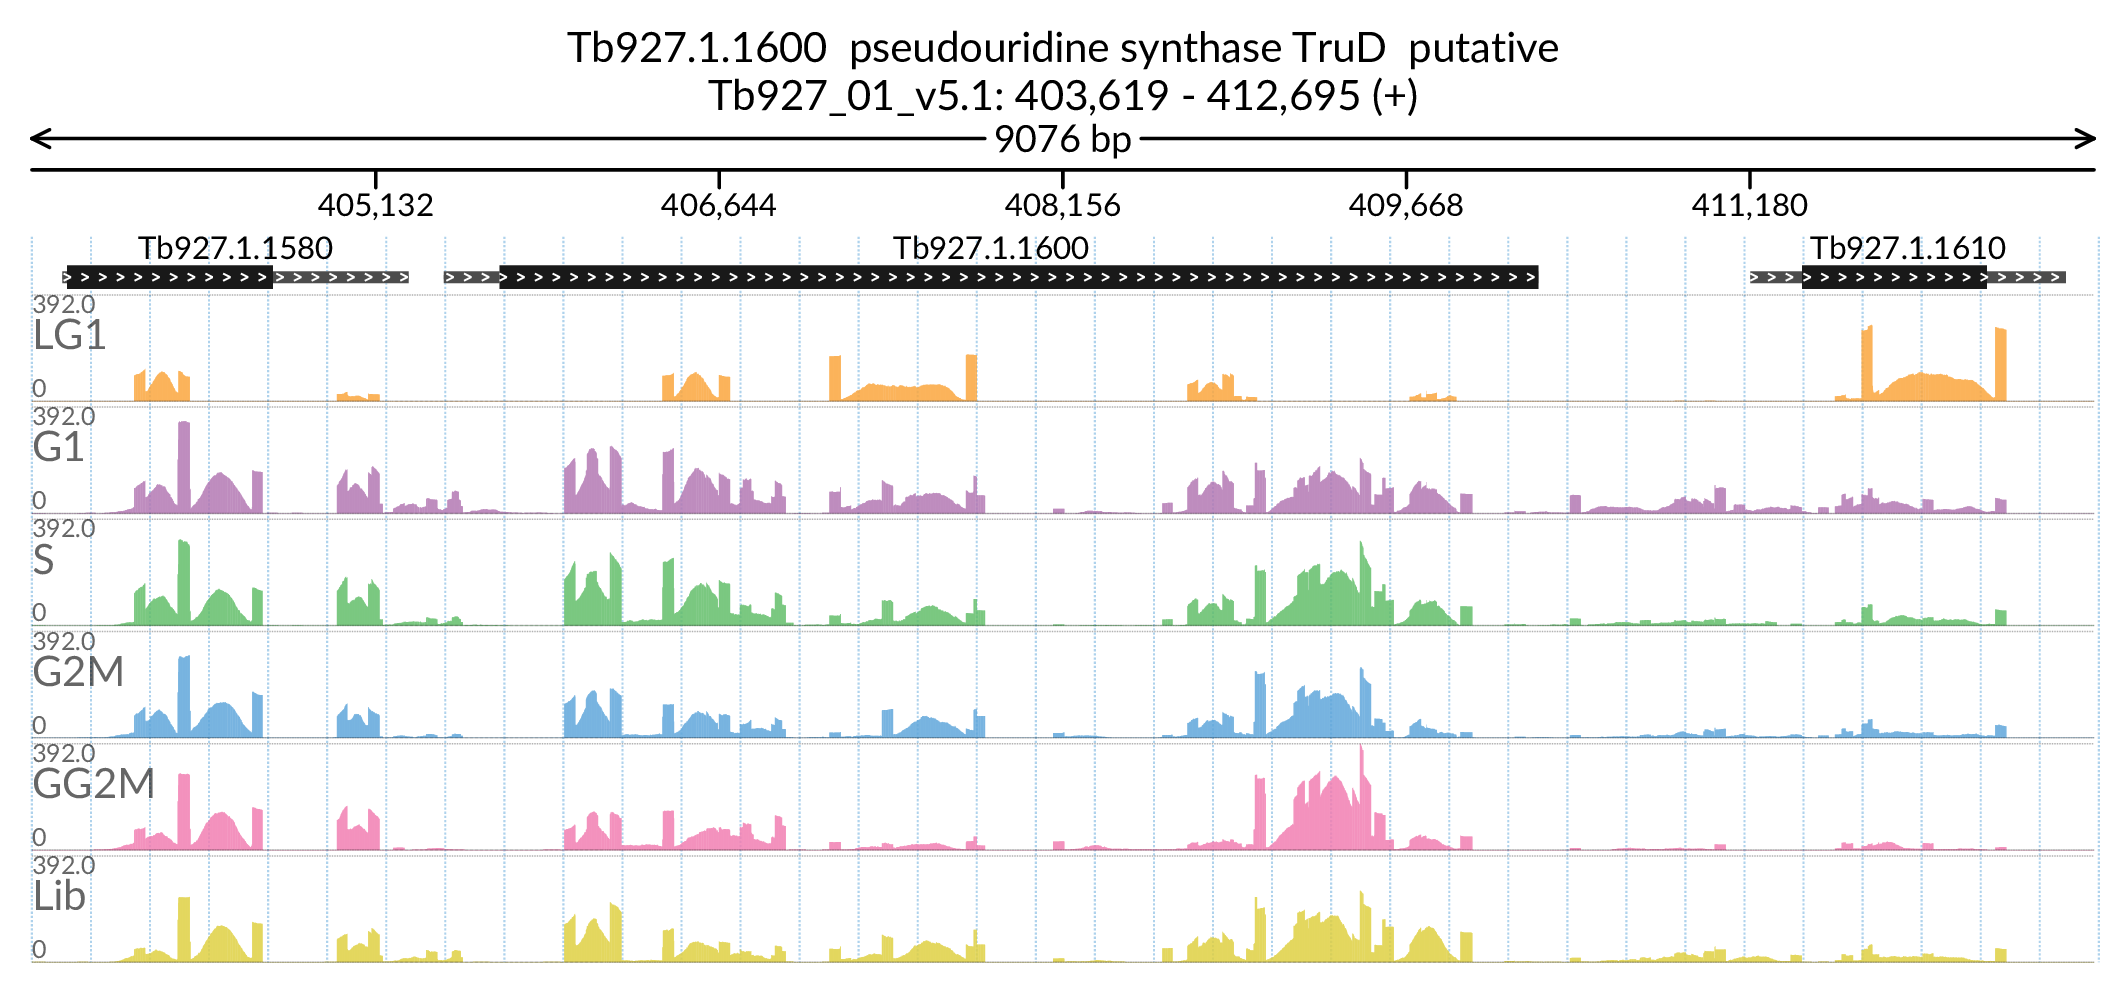 Tb927.1.1600 pseudouridine synthase TruD putative
Tb927_01_v5.1: 403,619 - 412,695 (+)
9076 bp
405,132 406,644 408,156 409,668 411,180
Tb927.1.1580 Tb927.1.1600 Tb927.1.1610
392.0
LG1
0
392.0
G1
0
392.0
S
0
392.0
G2M
0
392.0
GG2M
0
392.0
Lib
0